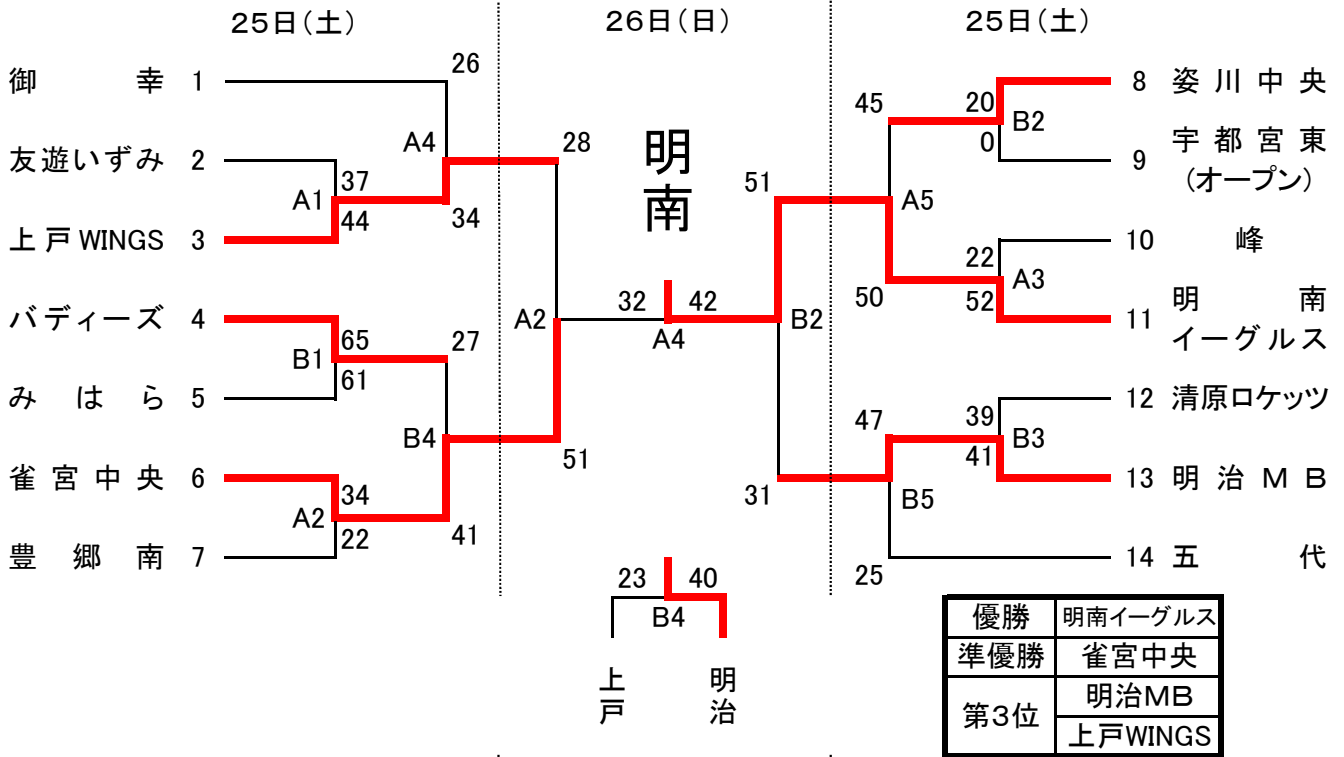 25日(土)
26日(日)
25日(土)
御幸 1
26
A4
友遊いずみ 2
37
A1
44
34
上戸WINGS 3
28
バディーズ 4
65
B1
61
27
みはら 5
B4
雀宮中央 6
34
A2
22
41
豊郷南 7
A2
51
明南
32
42
A4
51
B2
31
23
40
B4
上戸
明治
45
20
B2
0
8 姿川中央
9 宇都宮東
(オープン)
A5
10 峰
22
A3
52
50
11 明南
イーグルス
12 清原ロケッツ
47
39
B3
41
13 明治MB
B5
25
14 五代
優勝 明南イーグルス
準優勝 雀宮中央
第3位 明治MB
上戸WINGS